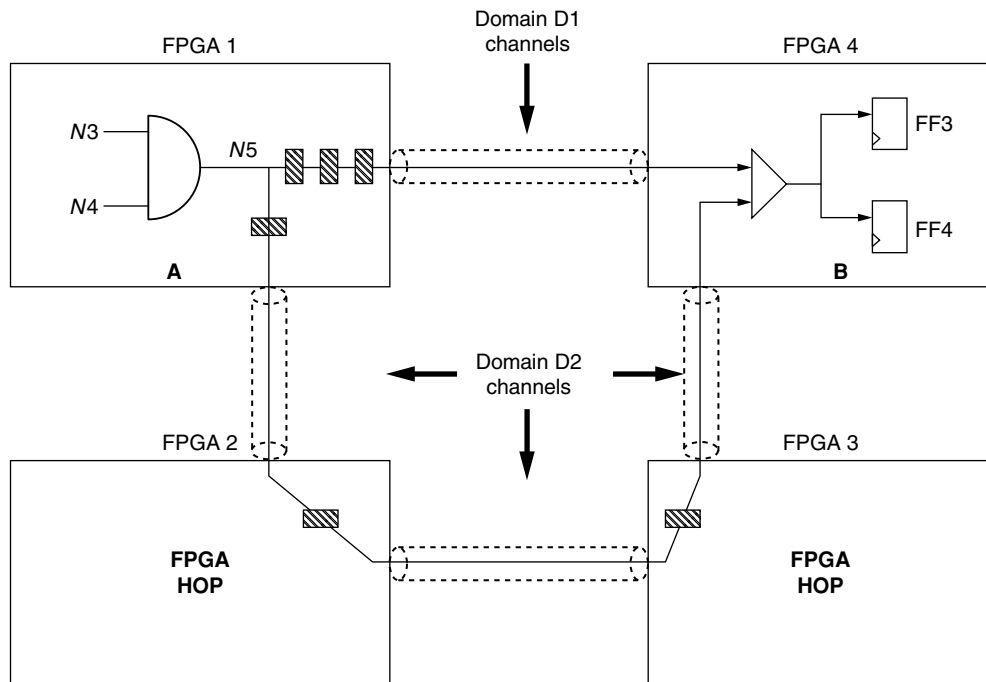 Domain D1
channels
FPGA 1
FPGA 4
N3
N5
N4
FF3
FF4
A
B
Domain D2
channels
FPGA 2
FPGA 3
FPGA
HOP
FPGA
HOP